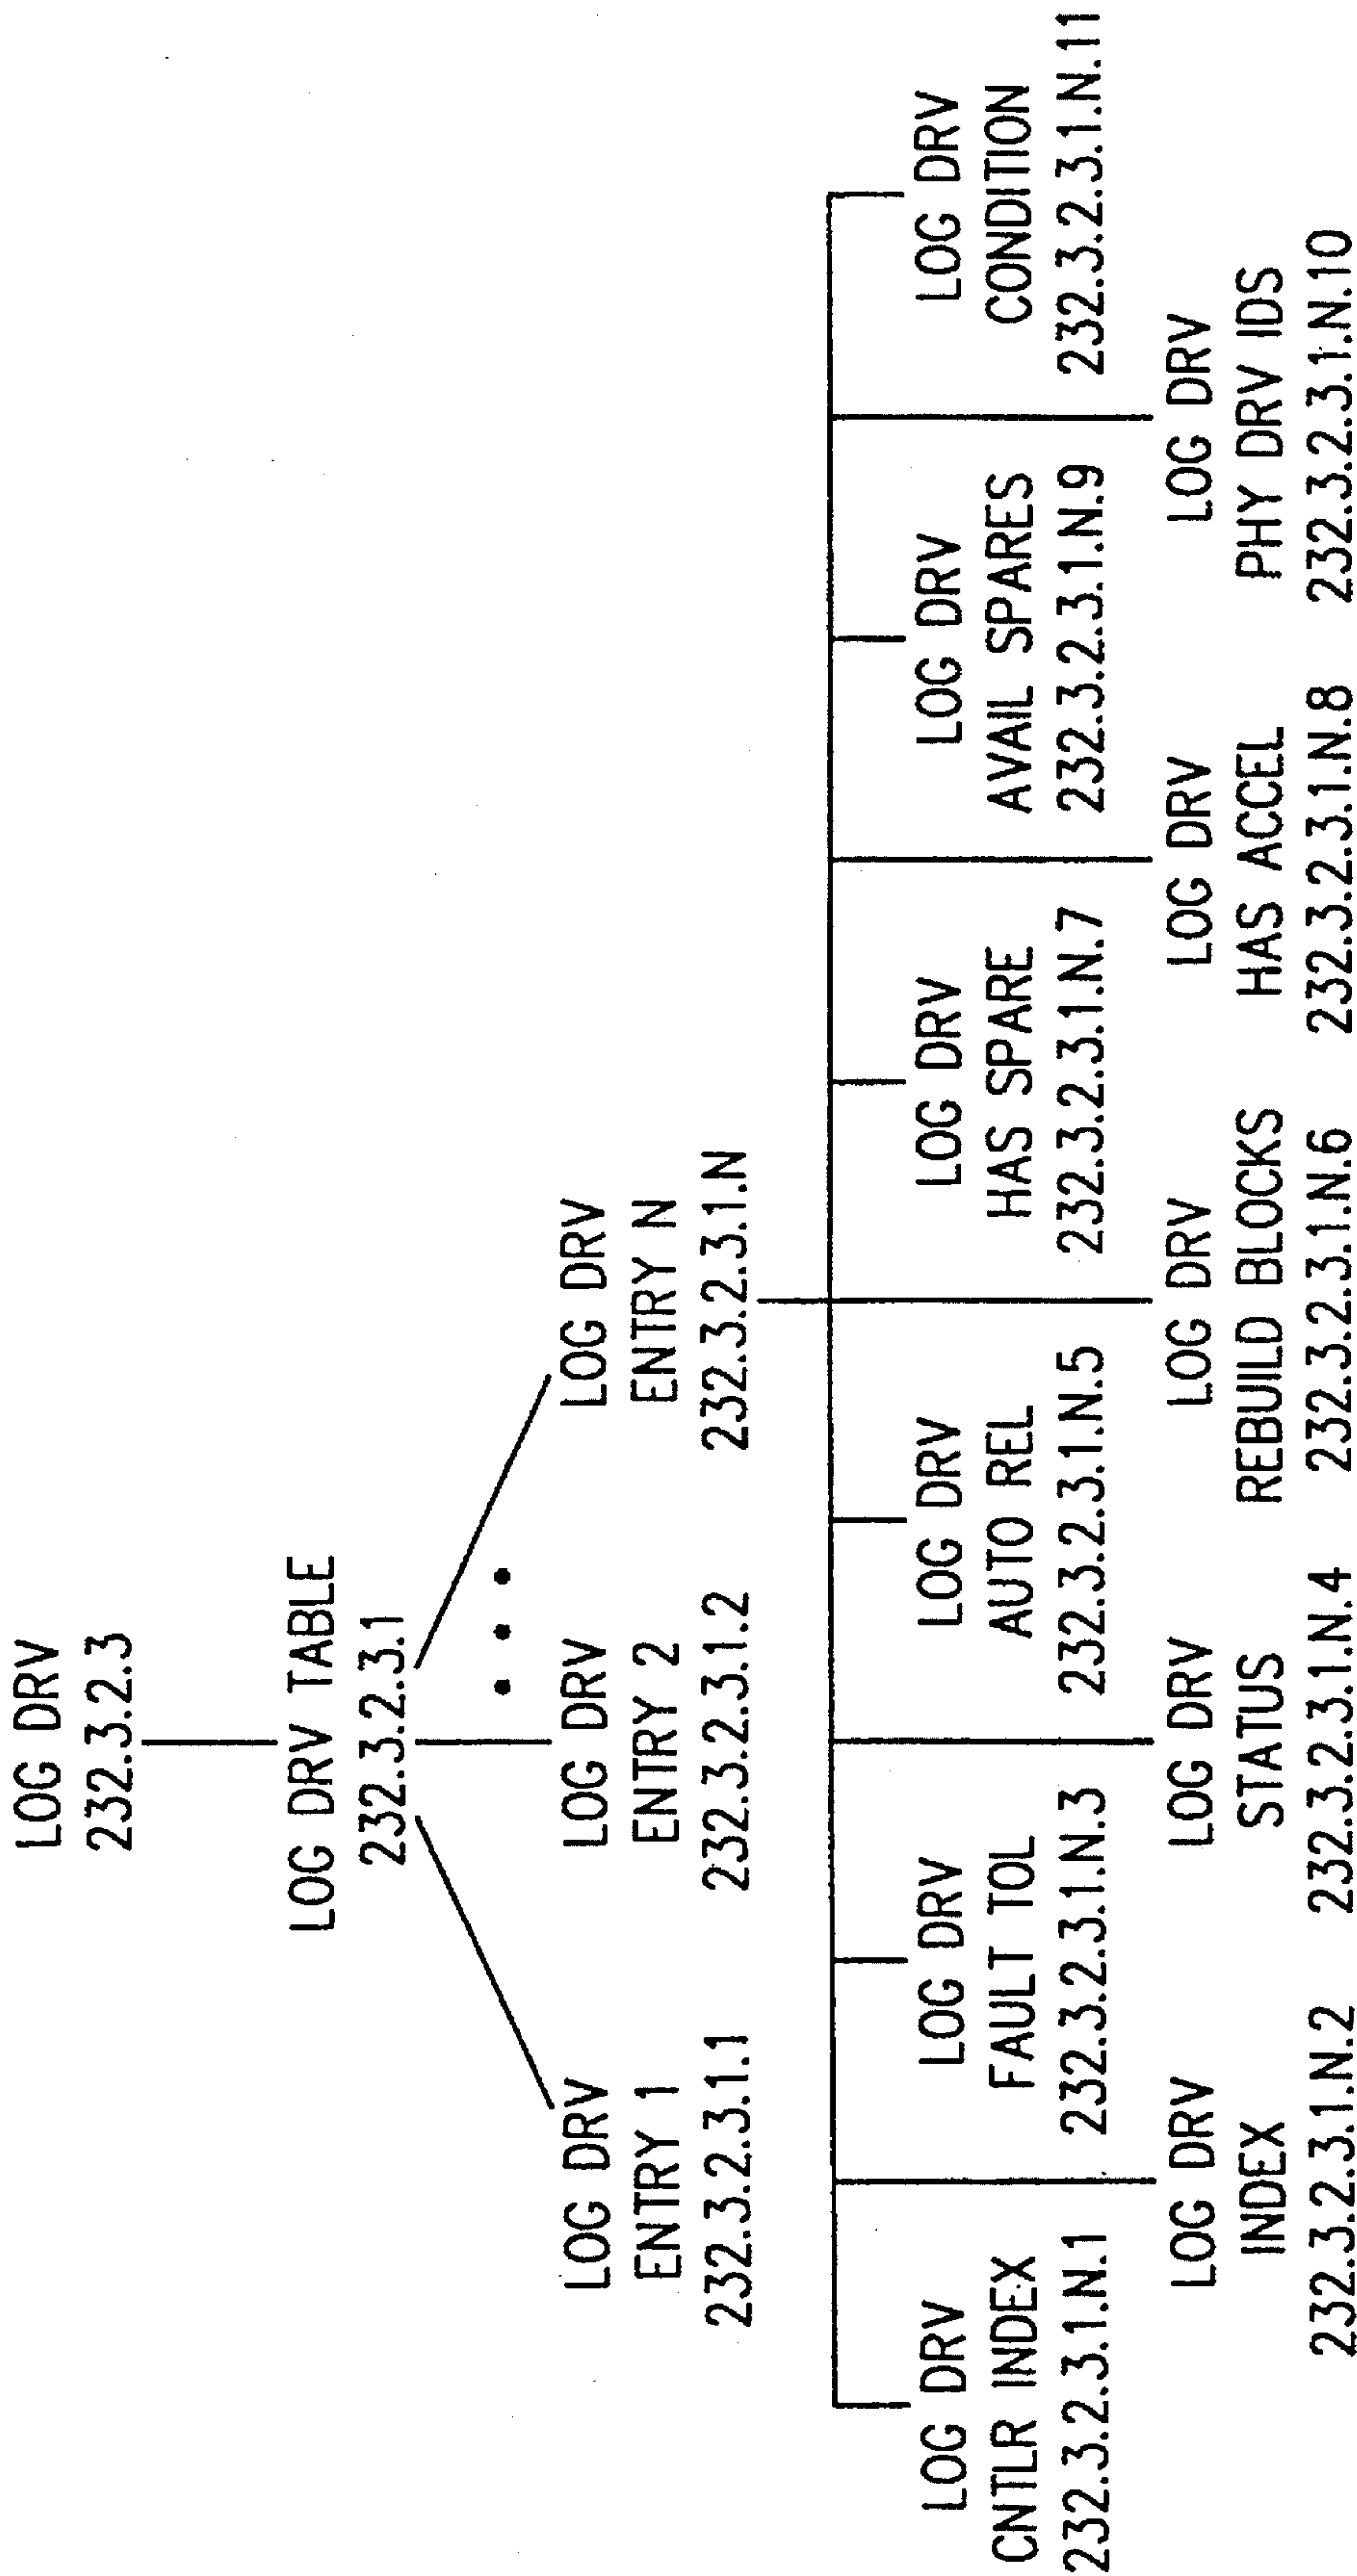 LOG DRV
232.3.2.3
LOG DRV TABLE
232.3.2.3.1
LOG DRV
ENTRY 1
232.3.2.3.1.1
LOG DRV
ENTRY 2
232.3.2.3.1.2
LOG DRV
ENTRY N
232.3.2.3.1.N
LOG DRV
CNTLR INDEX
232.3.2.3.1.N.1
LOG DRV
INDEX
232.3.2.3.1.N.2
LOG DRV
FAULT TOL
232.3.2.3.1.N.3
LOG DRV
STATUS
232.3.2.3.1.N.4
LOG DRV
AUTO REL
232.3.2.3.1.N.5
LOG DRV
REBUILD BLOCKS
232.3.2.3.1.N.6
LOG DRV
HAS SPARE
232.3.2.3.1.N.7
LOG DRV
HAS ACCEL
232.3.2.3.1.N.8
LOG DRV
AVAIL SPARES
232.3.2.3.1.N.9
LOG DRV
PHY DRV IDS
232.3.2.3.1.N.10
LOG DRV
CONDITION
232.3.2.3.1.N.11